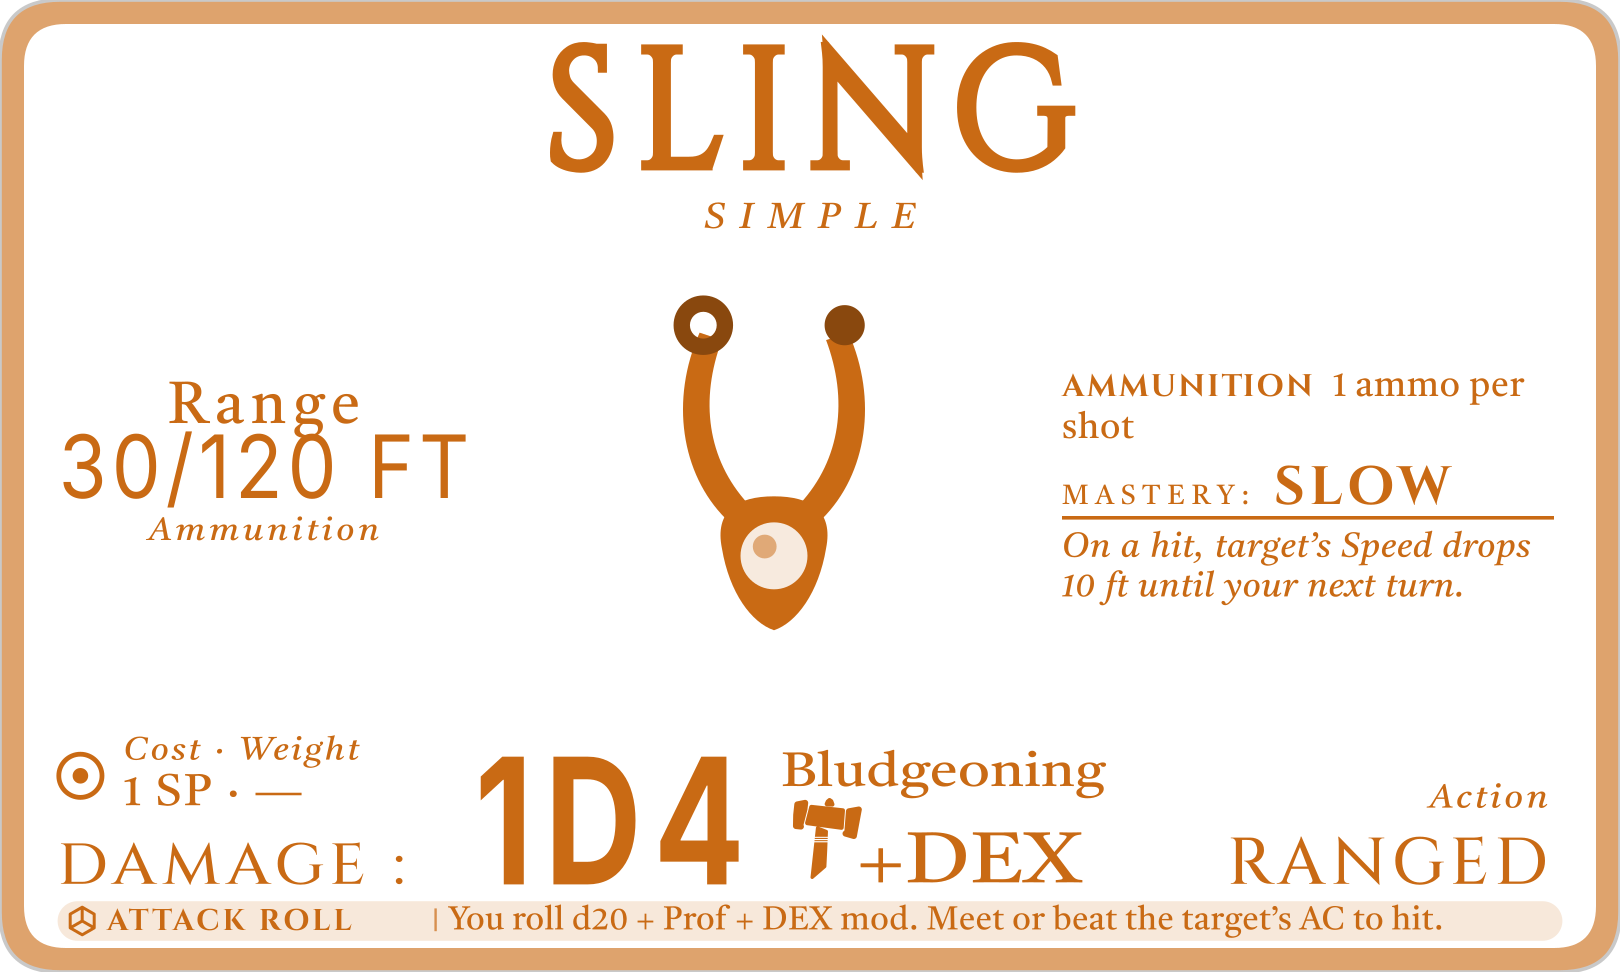 SLING
SIMPLE
Range
30/120 FT
Ammunition
AMMUNITION 1 ammo per
shot
MASTERY: SLOW
On a hit, target’s Speed drops
10 ft until your next turn.
Cost · Weight
1 SP · —
DAMAGE :
1D4
Bludgeoning
+DEX
Action
RANGED
ATTACK ROLL | You roll d20 + Prof + DEX mod. Meet or beat the target’s AC to hit.